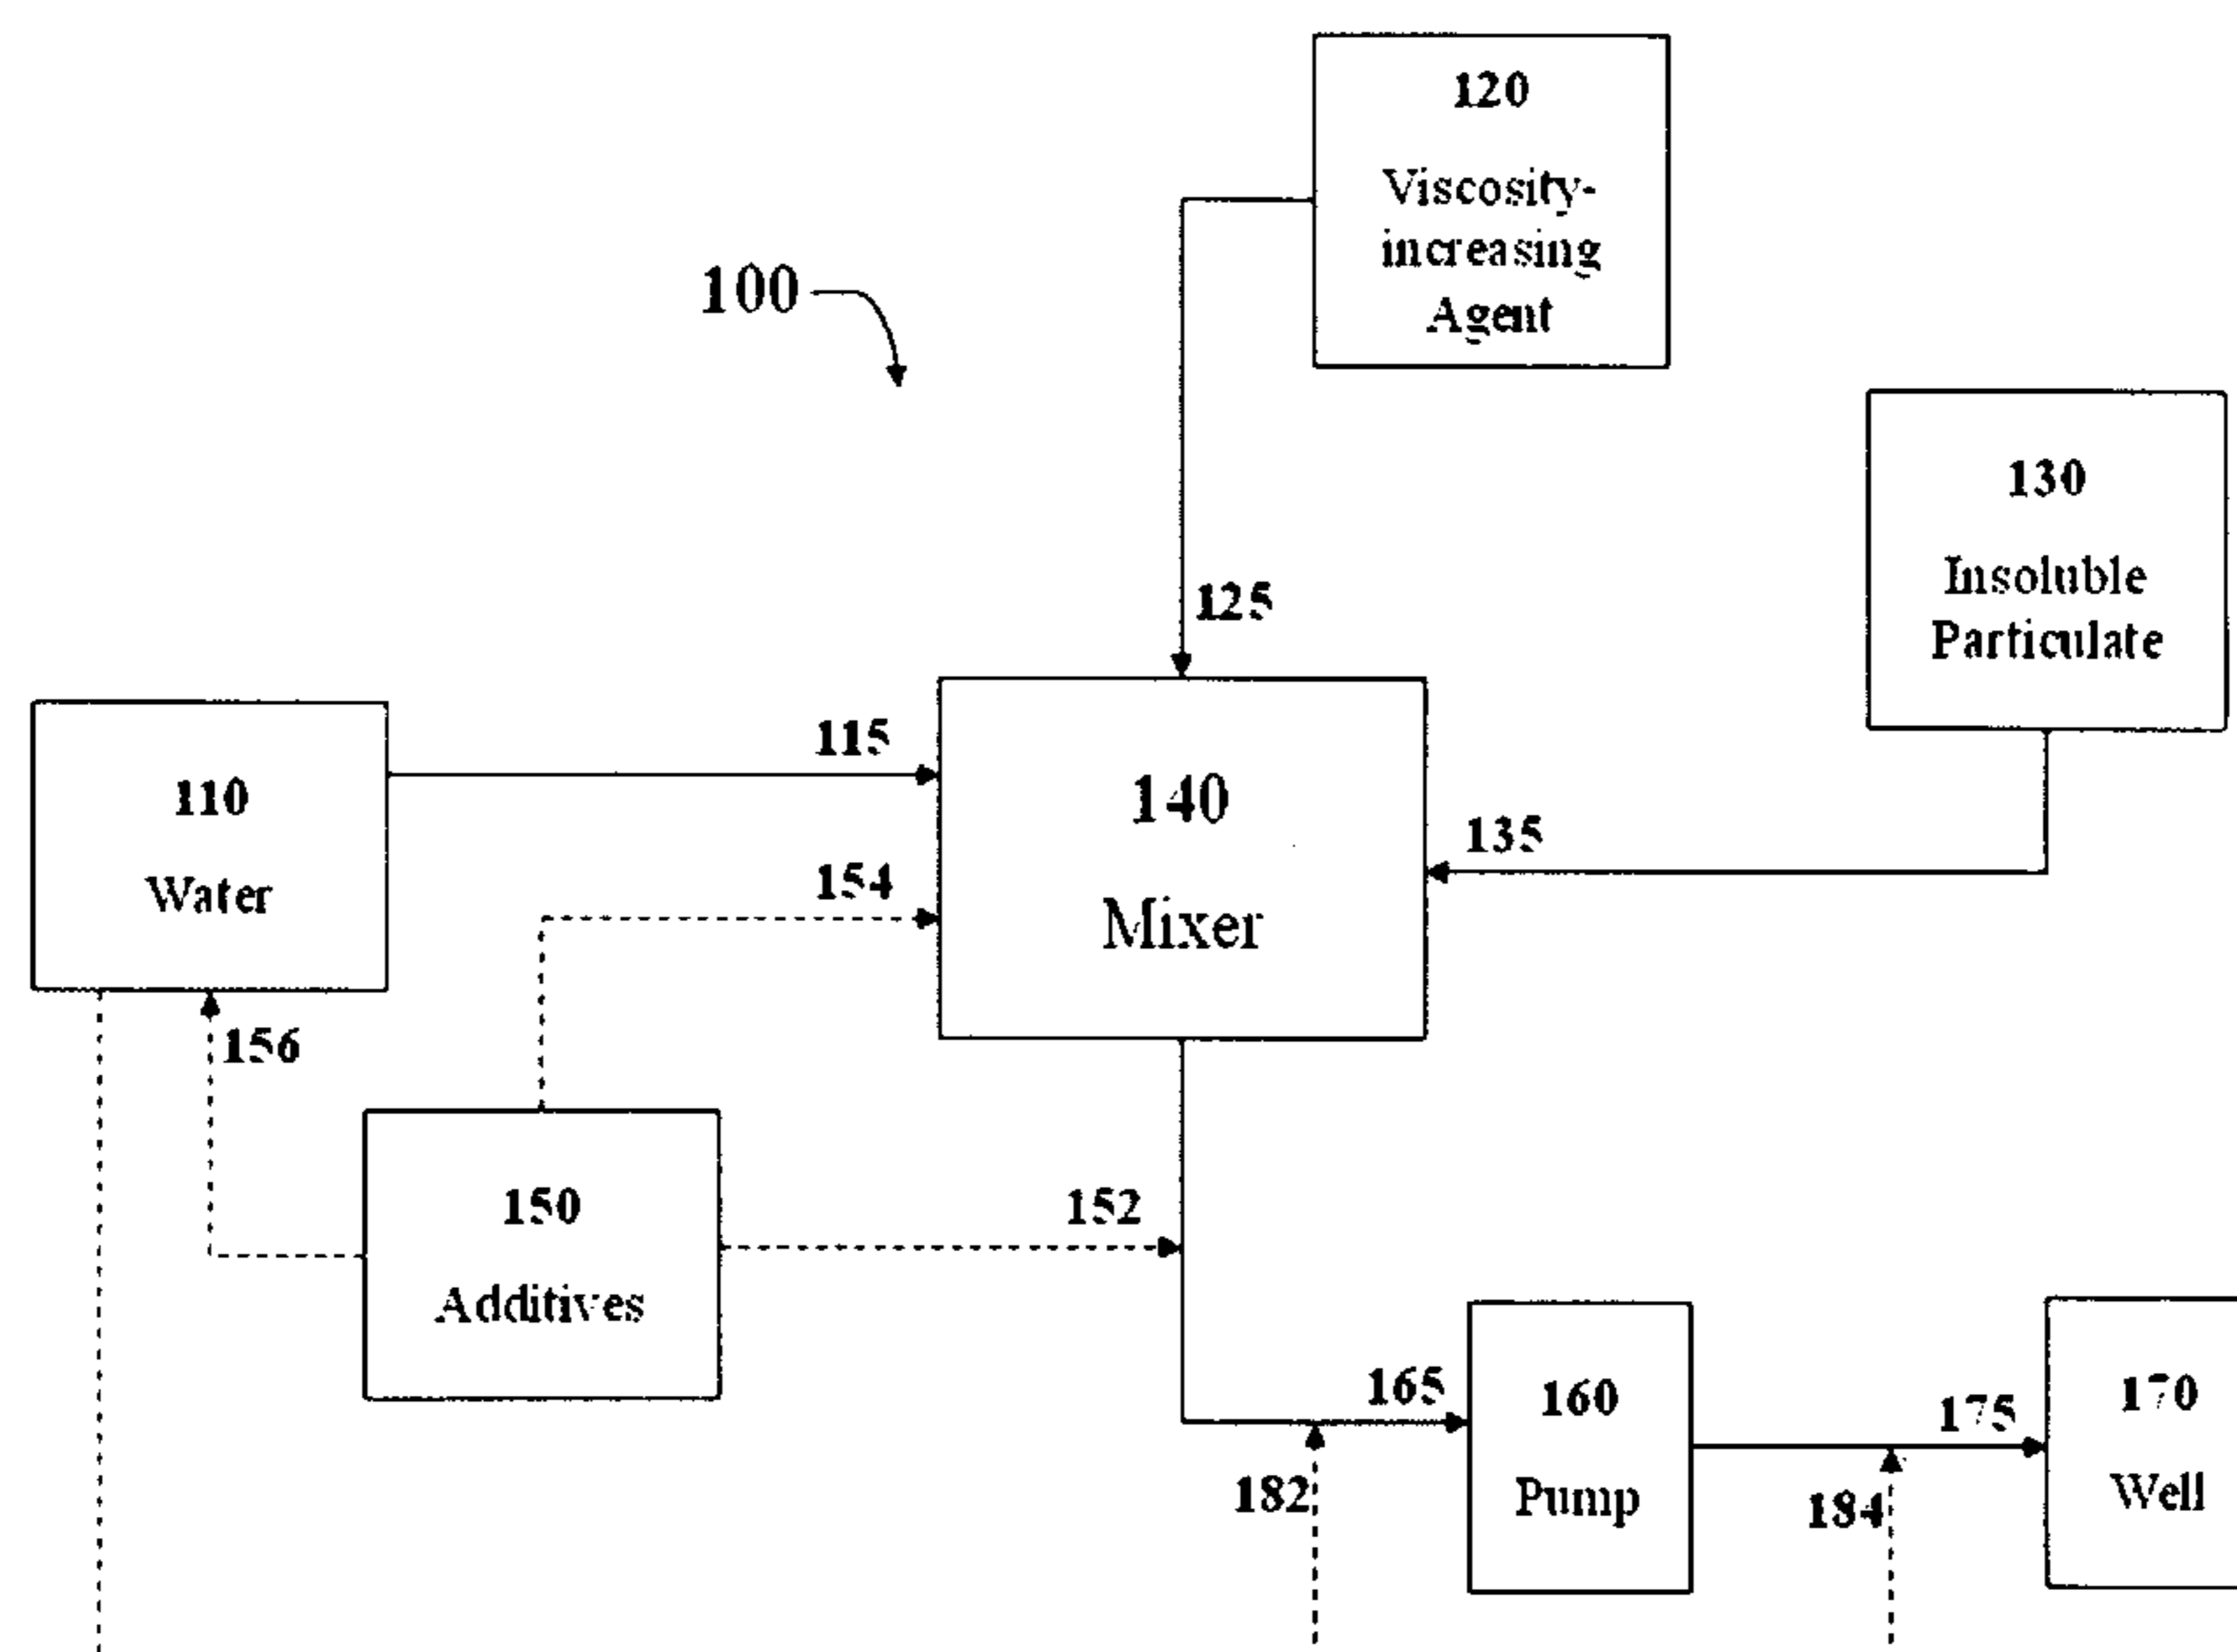 120
Viscosity-
increasing
Agent
100
130
Insoluble
Particulate
125
115
110
Water
140
Mixer
135
154
156
150
Additives
152
165
160
Pump
175
170
Well
182
184